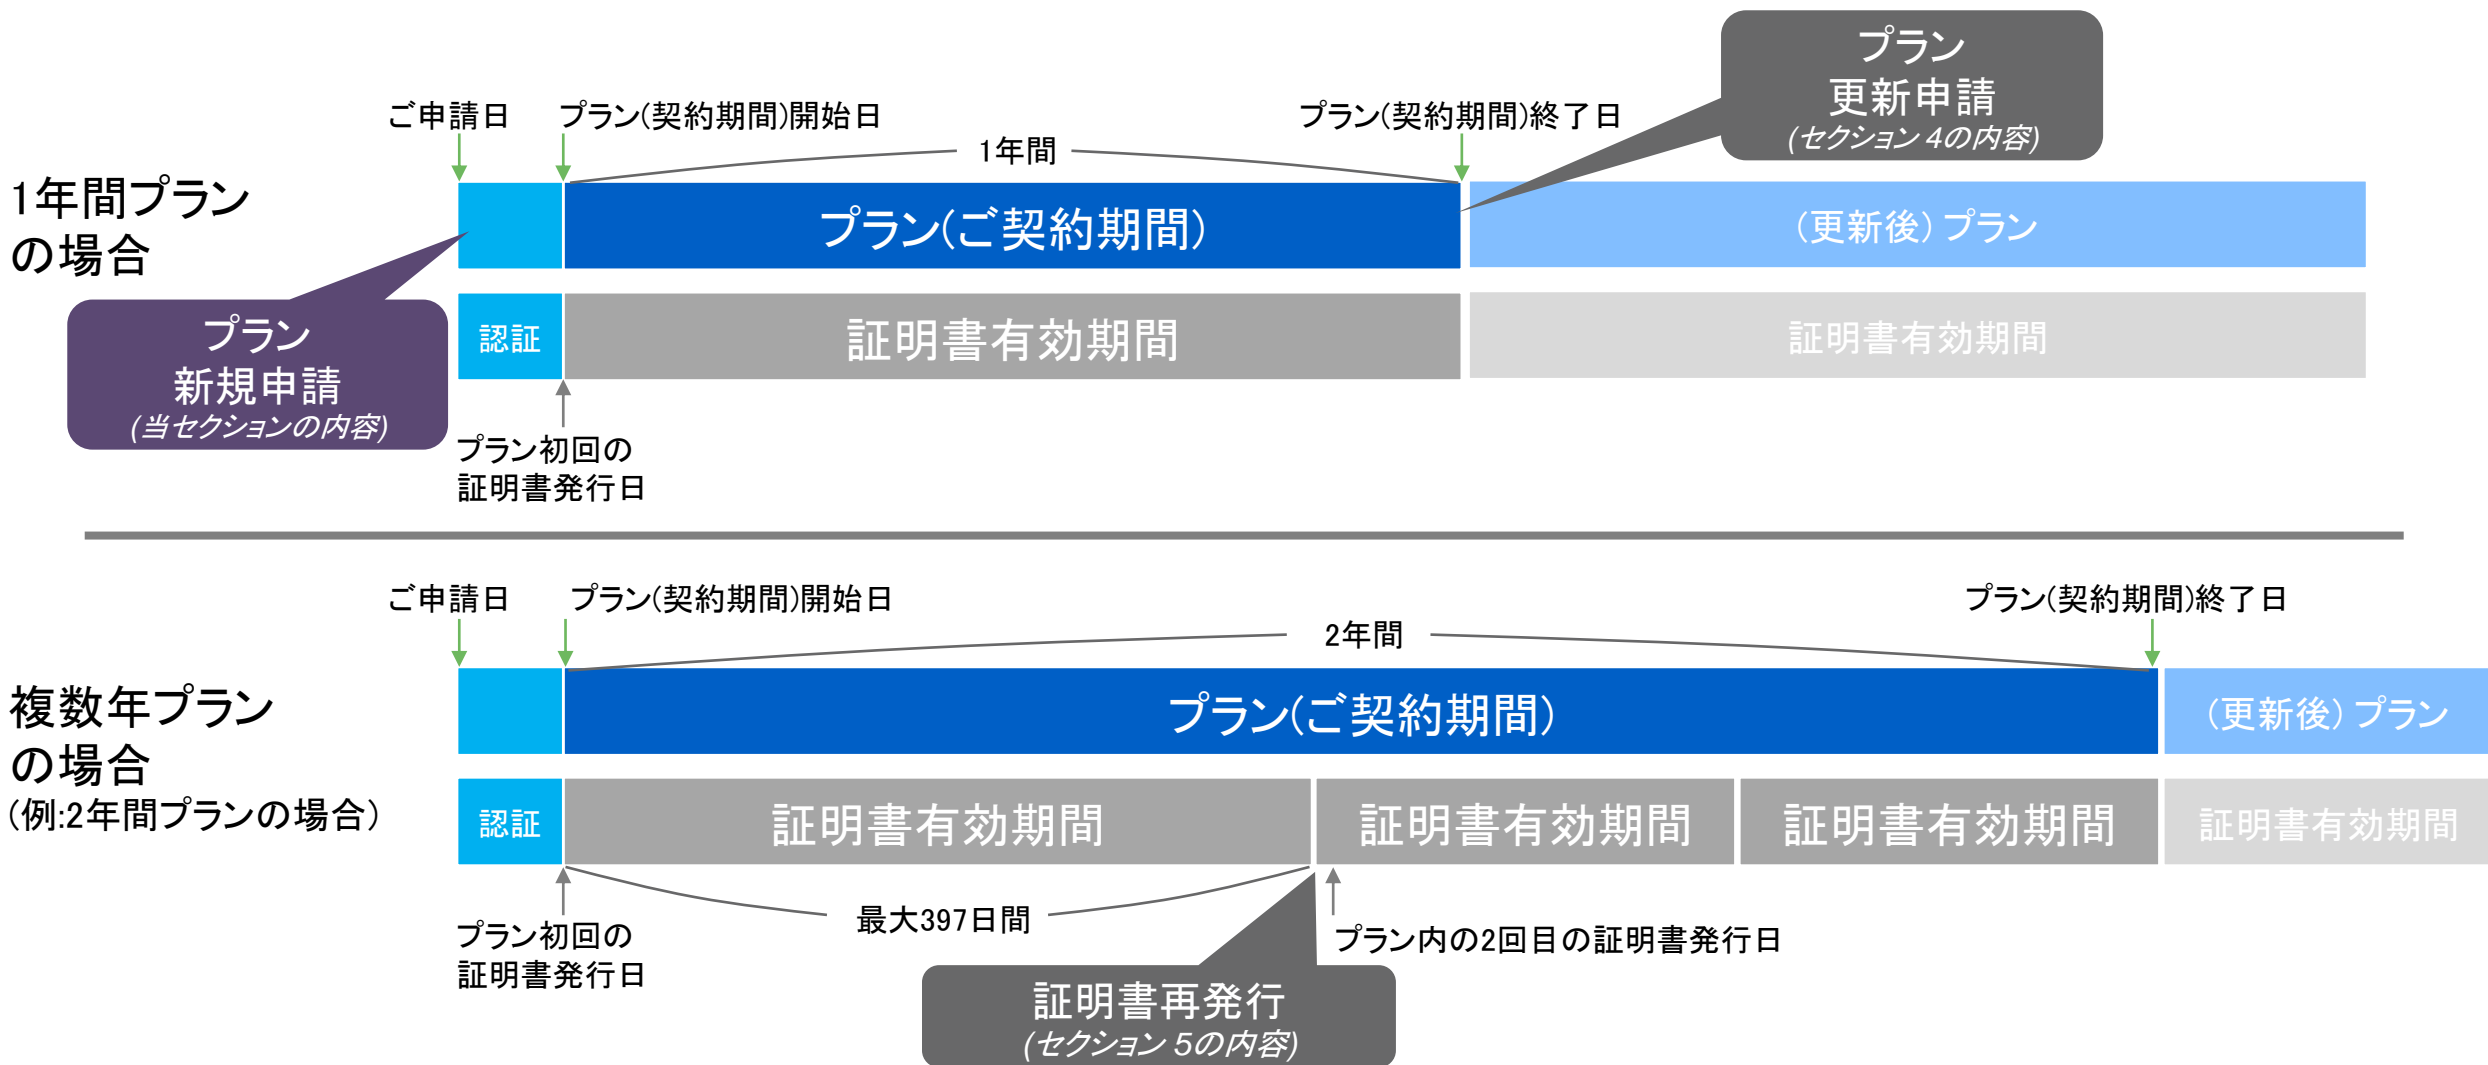 プラン
更新申請
(セクション 4の内容)
ご申請日
プラン(契約期間)開始日
プラン(契約期間)終了日
1年間
1年間プラン
の場合
プラン(ご契約期間)
(更新後) プラン
認証
証明書有効期間
証明書有効期間
プラン
新規申請
(当セクションの内容)
プラン初回の
証明書発行日
ご申請日
プラン(契約期間)開始日
プラン(契約期間)終了日
2年間
複数年プラン
の場合
(例:2年間プランの場合)
プラン(ご契約期間)
(更新後) プラン
認証
証明書有効期間
証明書有効期間
証明書有効期間
証明書有効期間
最大397日間
プラン初回の
証明書発行日
プラン内の2回目の証明書発行日
証明書再発行
(セクション 5の内容)